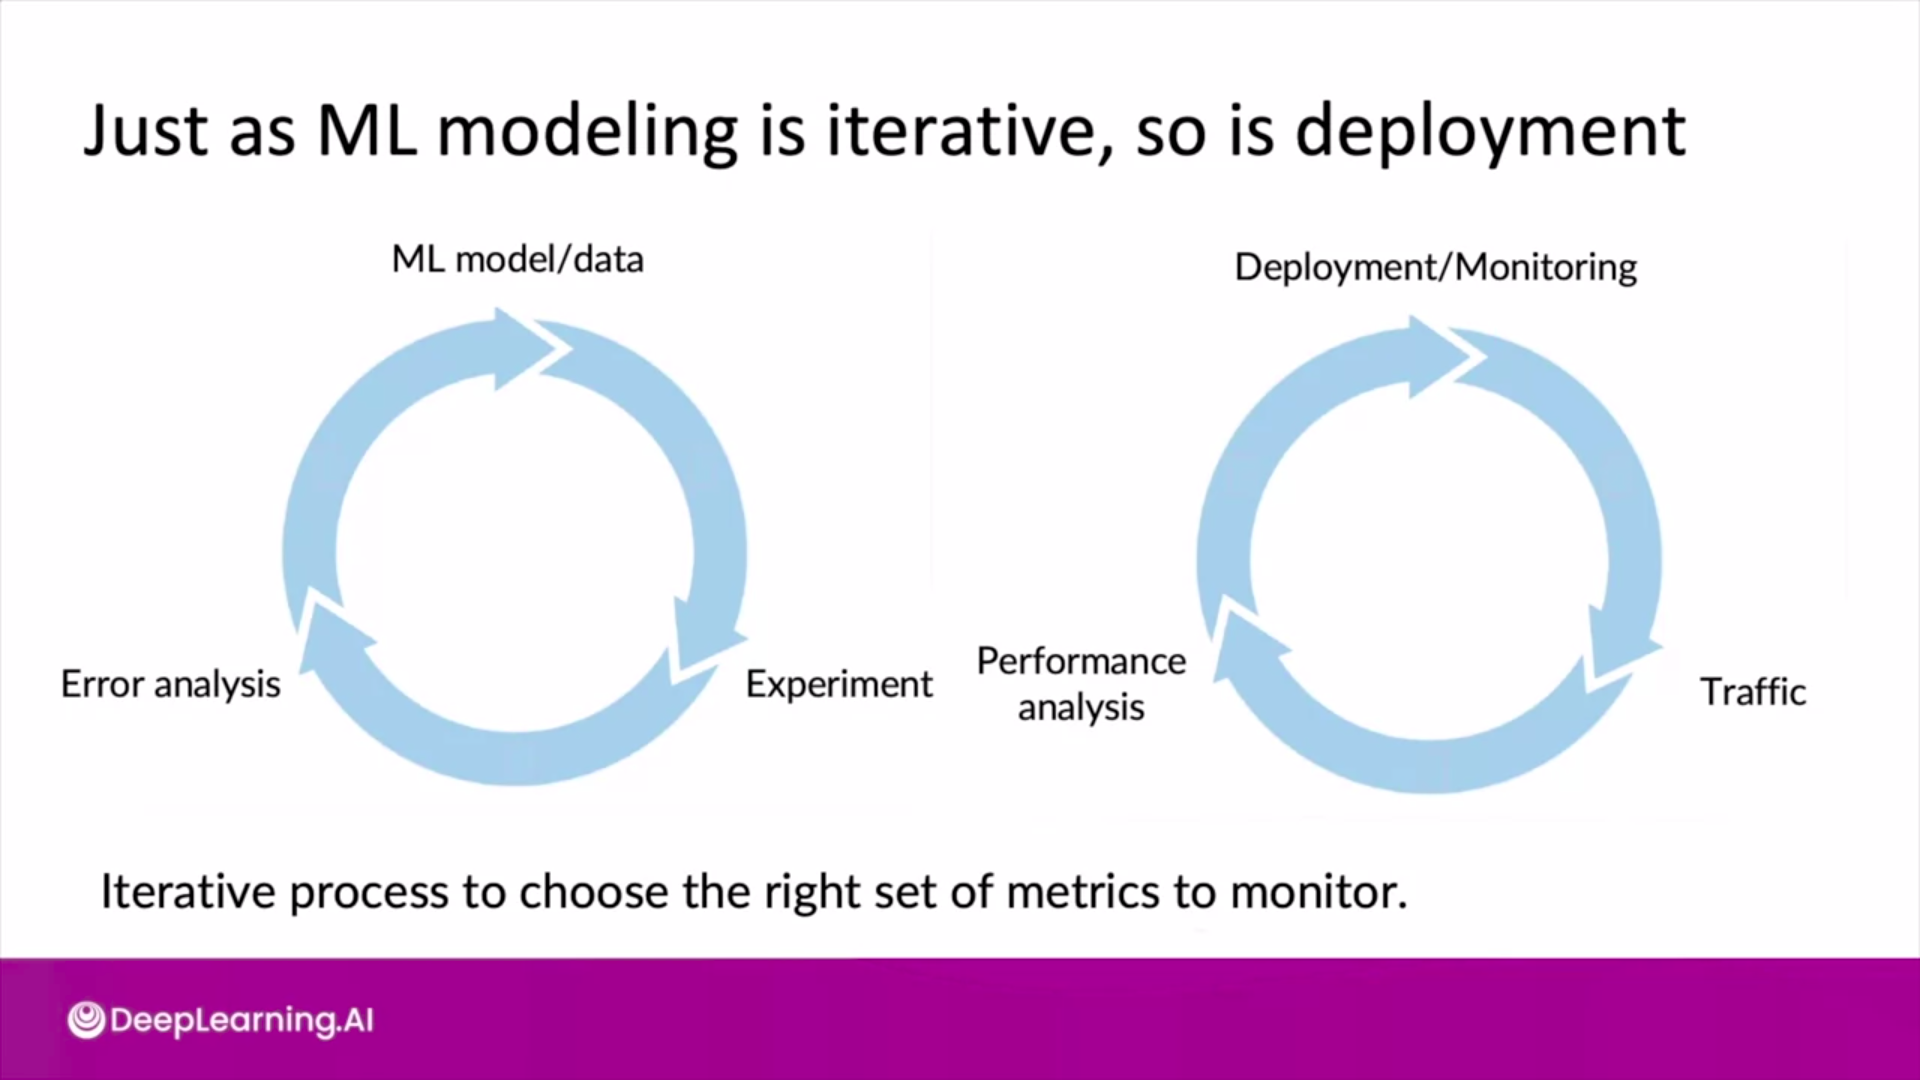 Just as ML modeling is iterative, so is deployment
ML model/data
Experiment
Error analysis
Deployment/Monitoring
Traffic
Performance
analysis
Iterative process to choose the right set of metrics to monitor.
DeepLearning.AI